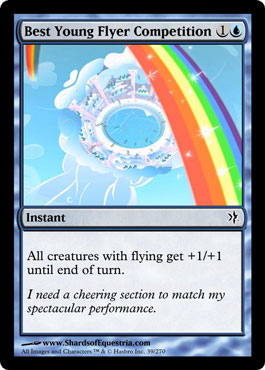 Best Young Flyer Competition 1
Instant
All creatures with flying get +1/+1
until end of turn.
I need a cheering section to match my
spectacular performance.
www.ShardsofEquestria.com
All Images and Characters ™ & © Hasbro Inc. 39/270